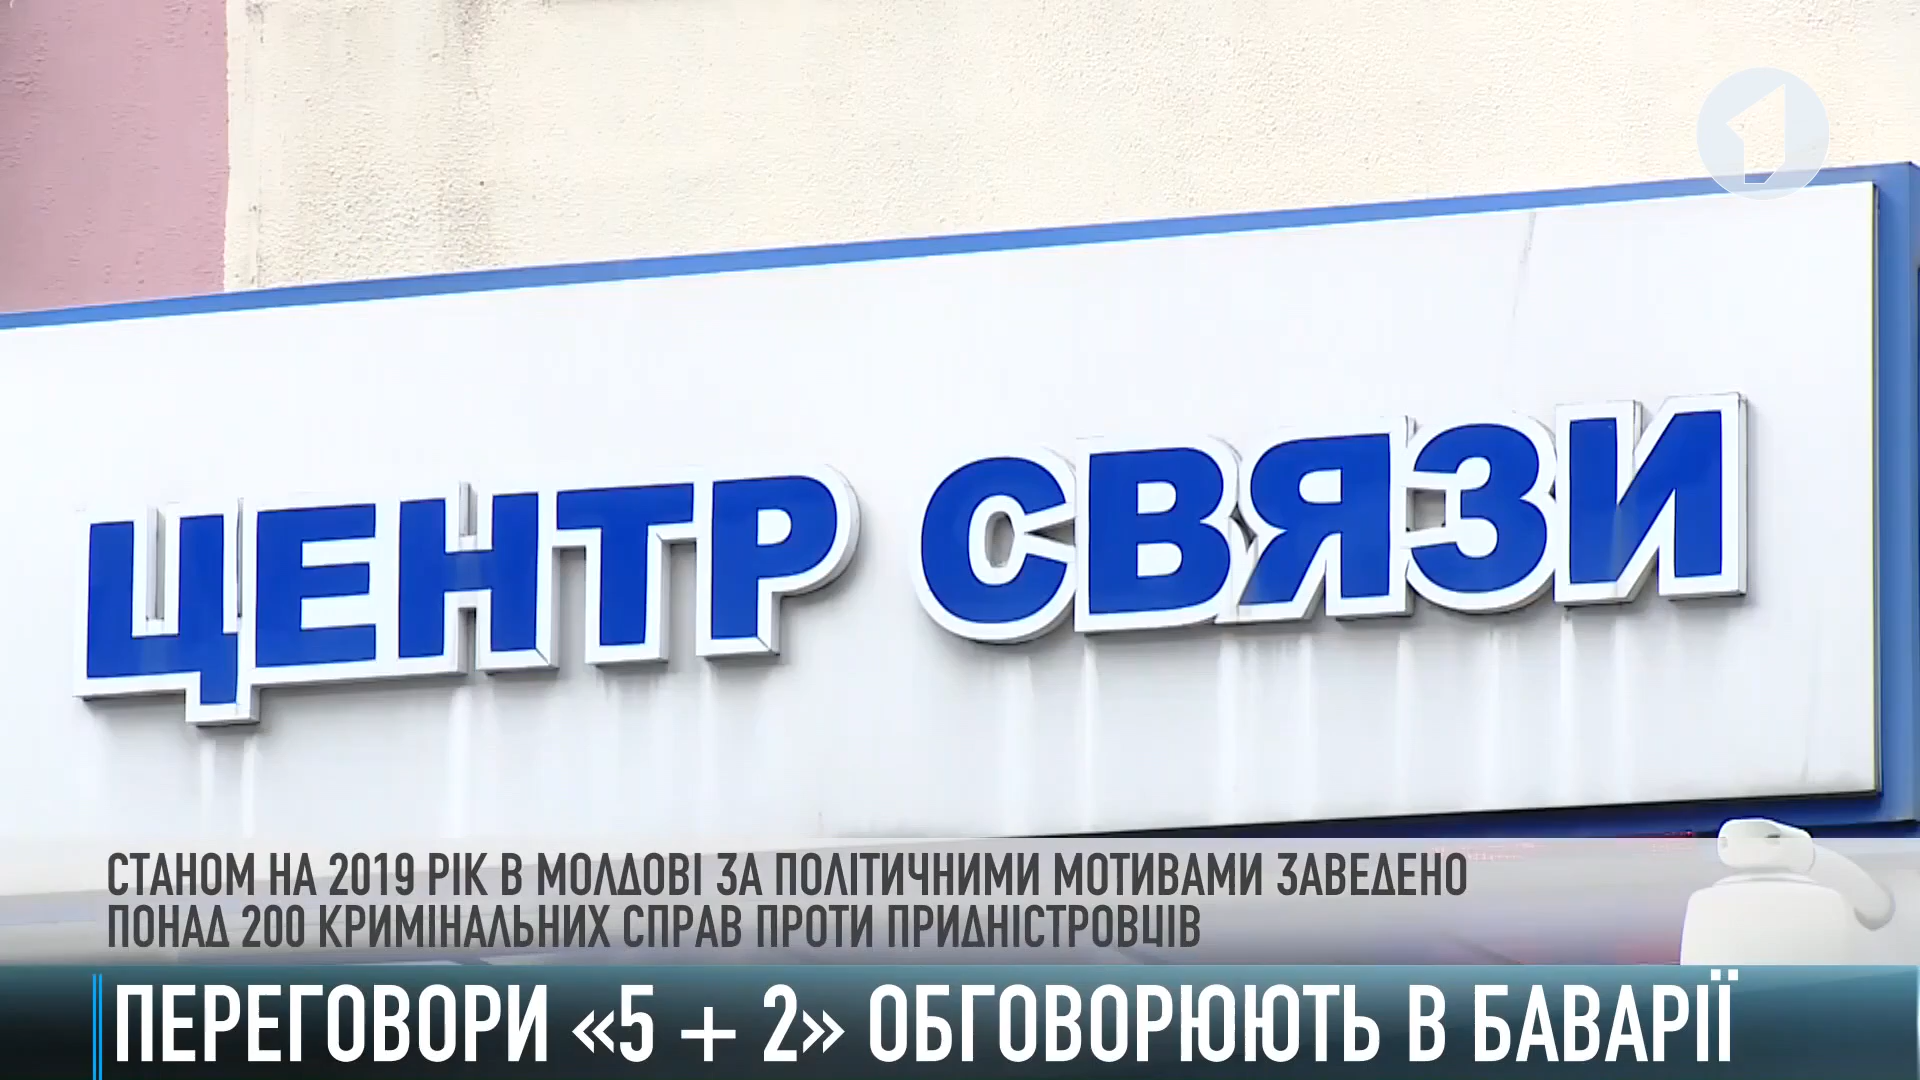 1
ЦЕНТР СВЯЗИ
СТАНОМ НА 2019 РІК В МОЛДОВІ ЗА ПОЛІТИЧНИМИ МОТИВАМИ ЗАВЕДЕНО
ПОНАД 200 КРИМІНАЛЬНИХ СПРАВ ПРОТИ ПРИДНІСТРОВЦІВ
ПЕРЕГОВОРИ «5 + 2» ОБГОВОРЮЮТЬ В БАВАРІЇ